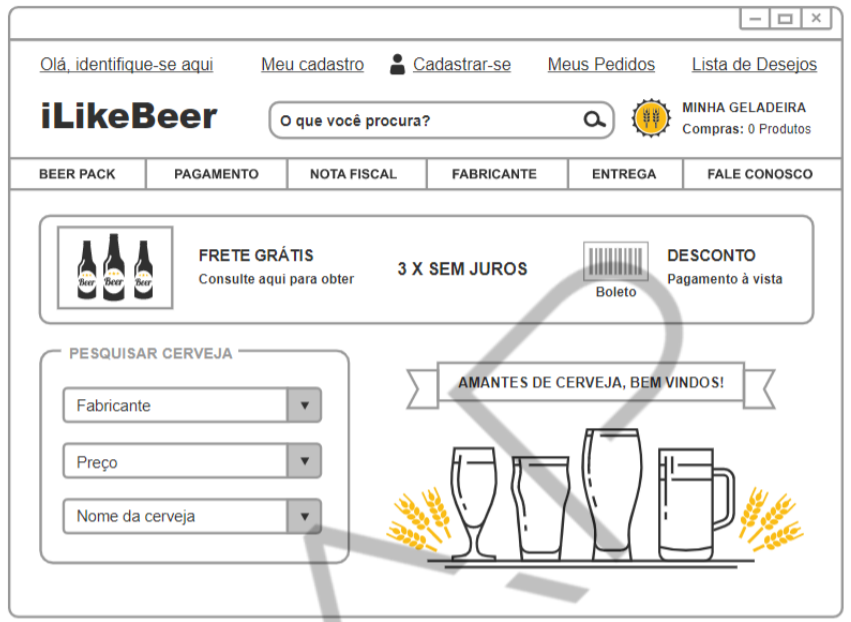 Olá, identifique-se aqui Meu cadastro Cadastrar-se Meus Pedidos Lista de Desejos
iLikeBeer
O que você procura?
MINHA GELADEIRA
Compras: 0 Produtos
BEER PACK PAGAMENTO NOTA FISCAL FABRICANTE ENTREGA FALE CONOSCO
Beer Beer Beer
FRETE GRÁTIS
Consulte aqui para obter
3 X SEM JUROS
Boleto
DESCONTO
Pagamento à vista
PESQUISAR CERVEJA
Fabricante
Preço
Nome da cerveja
AMANTES DE CERVEJA, BEM VINDOS!